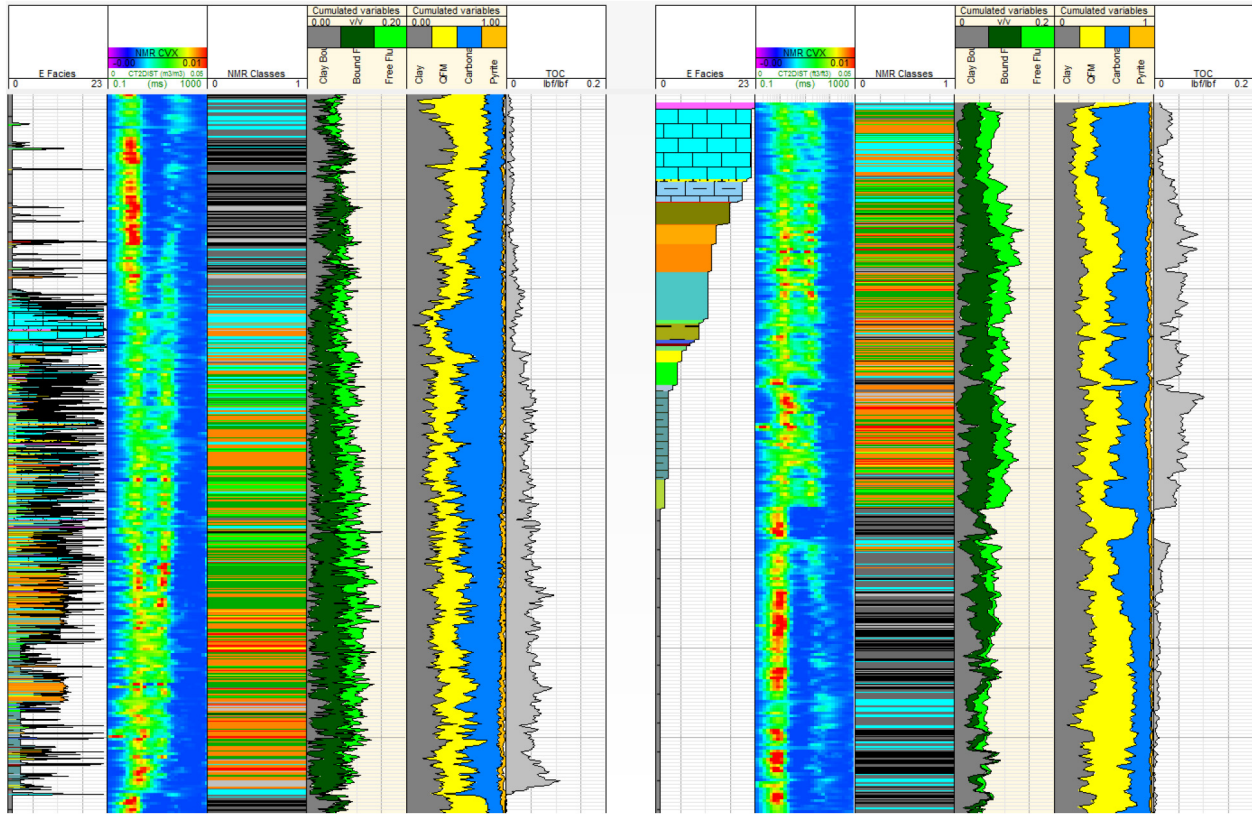 Cumulated variables
Cumulated variables
0.00 v/v 0.20
0.00 1.00
NMR CVX
-0.00 0.01
Clay Bou
Bound F
Free Flu
Clay
QFM
Carbona
Pyrite
E Facies
0 23
0 CT2DIST (m3/m3) 0.05
0.1 (ms) 1000
NMR Classes
0 1
TOC
0 lbf/lbf 0.2
Cumulated variables
Cumulated variables
0 v/v 0.2
0 1
NMR CVX
-0.00 0.01
Clay Bou
Bound F
Free Flu
Clay
QFM
Carbona
Pyrite
E Facies
0 23
0 CT2DIST (ft3/ft3) 0.05
0.1 (ms) 1000
NMR Classes
0 1
TOC
0 lbf/lbf 0.2